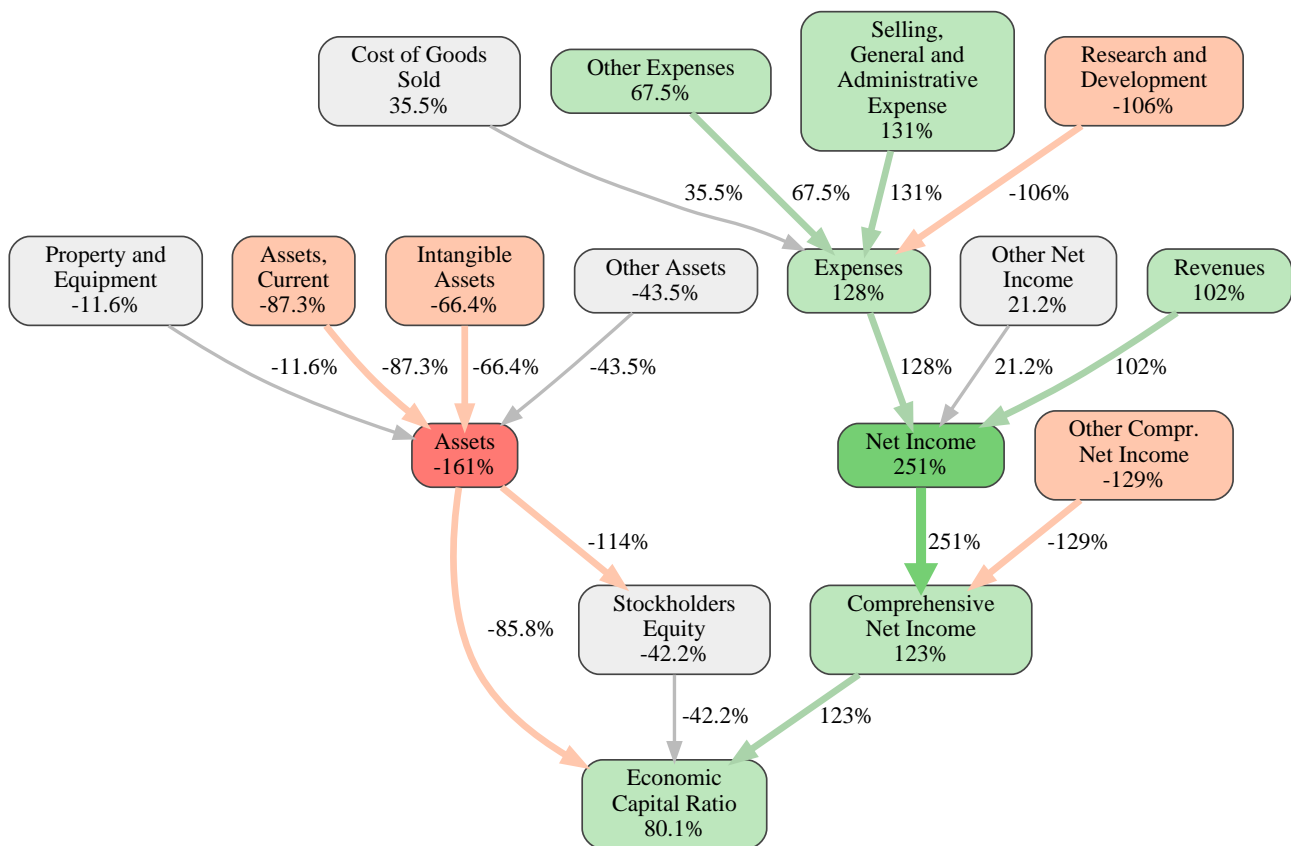 Cost of Goods
Sold
35.5%
Other Expenses
67.5%
Selling,
General and
Administrative
Expense
131%
Research and
Development
-106%
35.5%
67.5%
131%
-106%
Property and
Equipment
-11.6%
Assets,
Current
-87.3%
Intangible
Assets
-66.4%
Other Assets
-43.5%
Expenses
128%
Other Net
Income
21.2%
Revenues
102%
-11.6%
-87.3%
-66.4%
-43.5%
128%
21.2%
102%
Assets
-161%
Net Income
251%
Other Compr.
Net Income
-129%
-114%
251%
-129%
-85.8%
Stockholders
Equity
-42.2%
Comprehensive
Net Income
123%
-42.2%
123%
Economic
Capital Ratio
80.1%